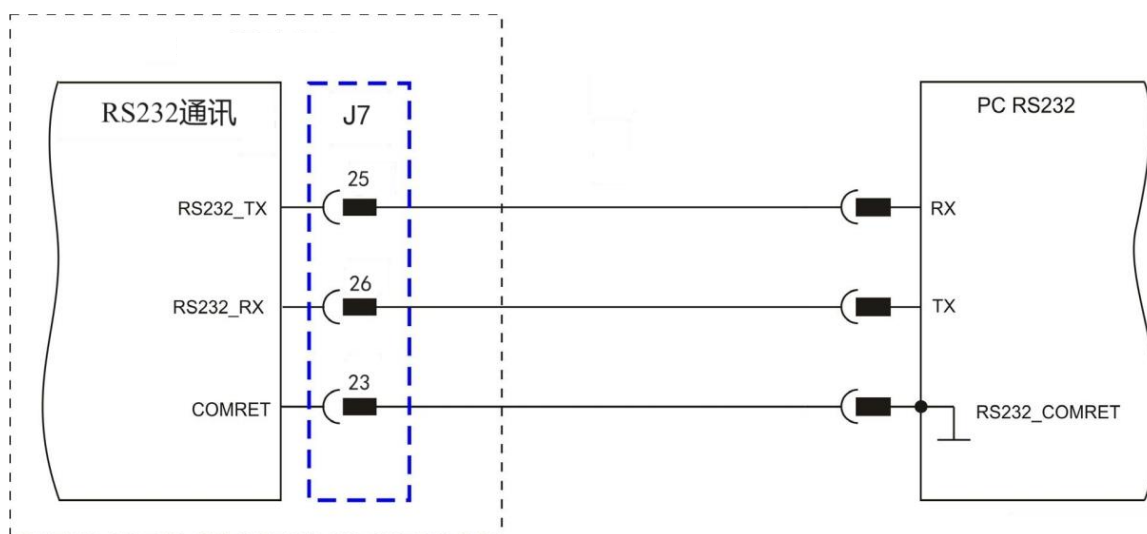 RS232通讯
J7
PC RS232
25
RS232_TX
RX
26
RS232_RX
TX
23
COMRET
RS232_COMRET